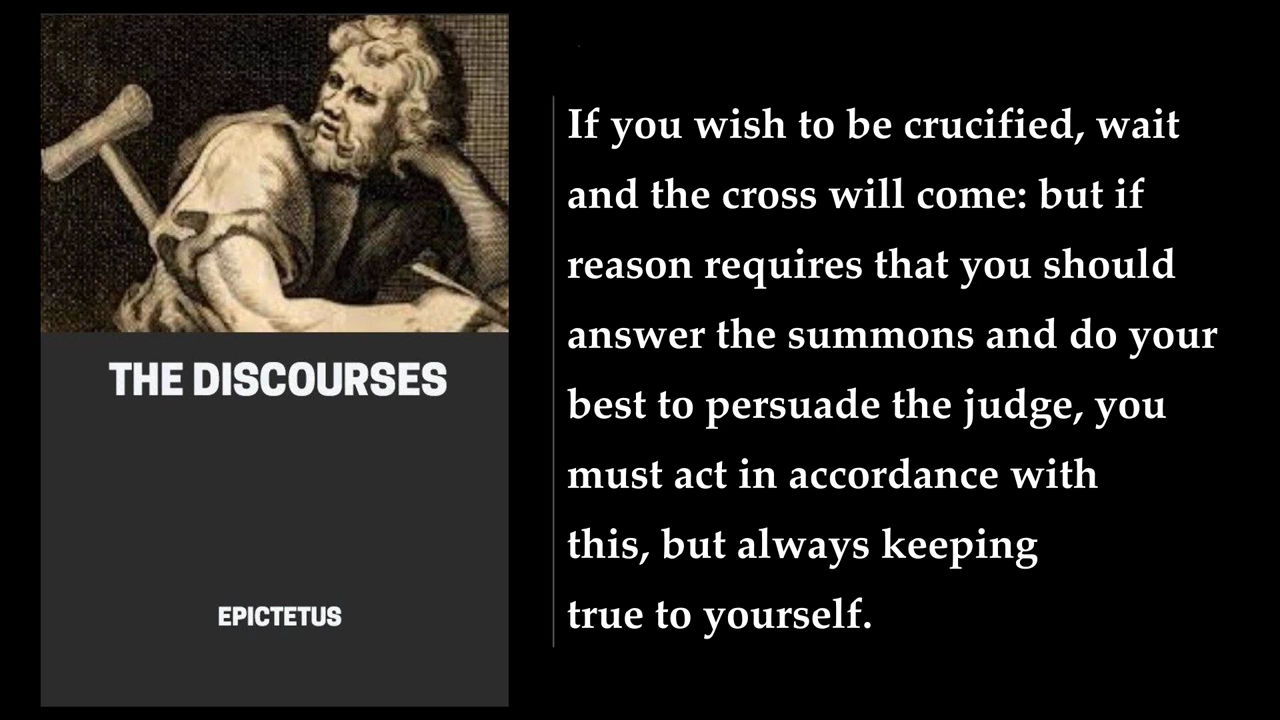 THE DISCOURSES
EPICTETUS
If you wish to be crucified, wait
and the cross will come: but if
reason requires that you should
answer the summons and do your
best to persuade the judge, you
must act in accordance with
this, but always keeping
true to yourself.